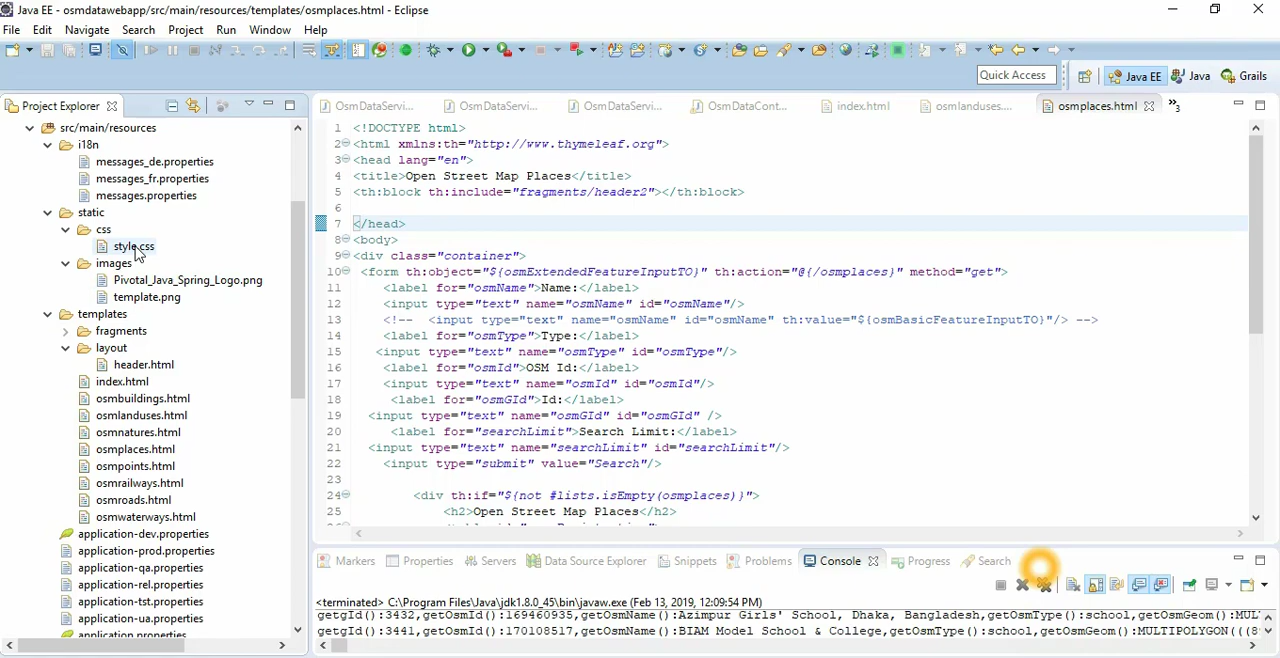 Java EE - osmdatawebapp/src/main/resources/templates/osmplaces.html - Eclipse
File Edit Navigate Search Project Run Window Help
Quick Access
Java EE Java Grails
Project Explorer
src/main/resources
i18n
messages_de.properties
messages_fr.properties
messages.properties
static
css
style.css
images
Pivotal_Java_Spring_Logo.png
template.png
templates
fragments
layout
header.html
index.html
osmbuildings.html
osmlanduses.html
osmnatures.html
osmplaces.html
osmpoints.html
osmrailways.html
osmroads.html
osmwaterways.html
application-dev.properties
application-prod.properties
application-qa.properties
application-rel.properties
application-tst.properties
application-ua.properties
application.properties
OsmDataServi... OsmDataServi... OsmDataServi... OsmDataCont... index.html osmlanduses.... osmplaces.html »3
1 <!DOCTYPE html>
2 <html xmlns:th="http://www.thymeleaf.org">
3 <head lang="en">
4 <title>Open Street Map Places</title>
5 <th:block th:include="fragments/header2"></th:block>
6
7 </head>
8 <body>
9 <div class="container">
10 <form th:object="${osmExtendedFeatureInputTO}" th:action="@{/osmplaces}" method="get">
11 <label for="osmName">Name:</label>
12 <input type="text" name="osmName" id="osmName"/>
13 <!-- <input type="text" name="osmName" id="osmName" th:value="${osmBasicFeatureInputTO}"/> -->
14 <label for="osmType">Type:</label>
15 <input type="text" name="osmType" id="osmType"/>
16 <label for="osmId">OSM Id:</label>
17 <input type="text" name="osmId" id="osmId"/>
18 <label for="osmGId">Id:</label>
19 <input type="text" name="osmGId" id="osmGId" />
20 <label for="searchLimit">Search Limit:</label>
21 <input type="text" name="searchLimit" id="searchLimit"/>
22 <input type="submit" value="Search"/>
23
24 <div th:if="${not #lists.isEmpty(osmplaces)}">
25 <h2>Open Street Map Places</h2>
Markers Properties Servers Data Source Explorer Snippets Problems Console Progress Search
<terminated> C:\Program Files\Java\jdk1.8.0_45\bin\javaw.exe (Feb 13, 2019, 12:09:54 PM)
getgId():3432,getOsmId():169460935,getOsmName():Azimpur Girls' School, Dhaka, Bangladesh,getOsmType():school,getOsmGeom():MUL
getgId():3441,getOsmId():170108517,getOsmName():BIAM Model School & College,getOsmType():school,getOsmGeom():MULTIPOLYGON(((8